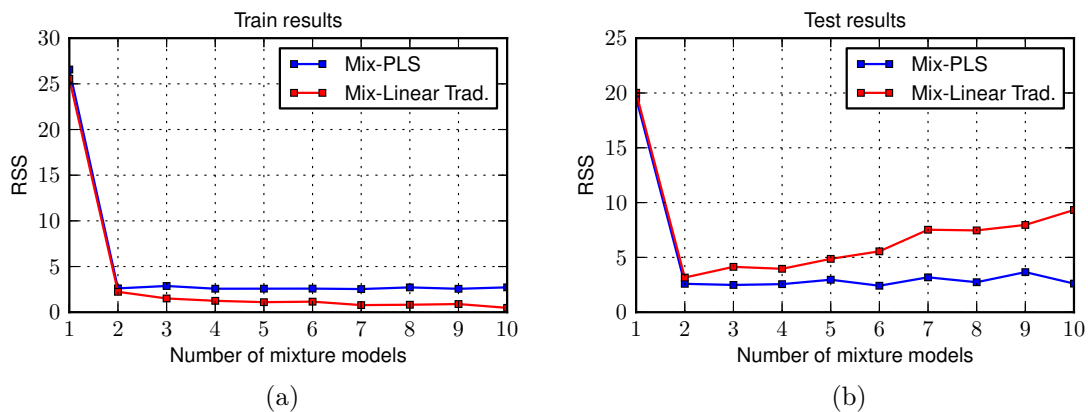 Train results
30
25
20
15
10
5
0
RSS
Mix-PLS
Mix-Linear Trad.
1 2 3 4 5 6 7 8 9 10
Number of mixture models
(a)
Test results
25
20
15
10
5
0
RSS
Mix-PLS
Mix-Linear Trad.
1 2 3 4 5 6 7 8 9 10
Number of mixture models
(b)